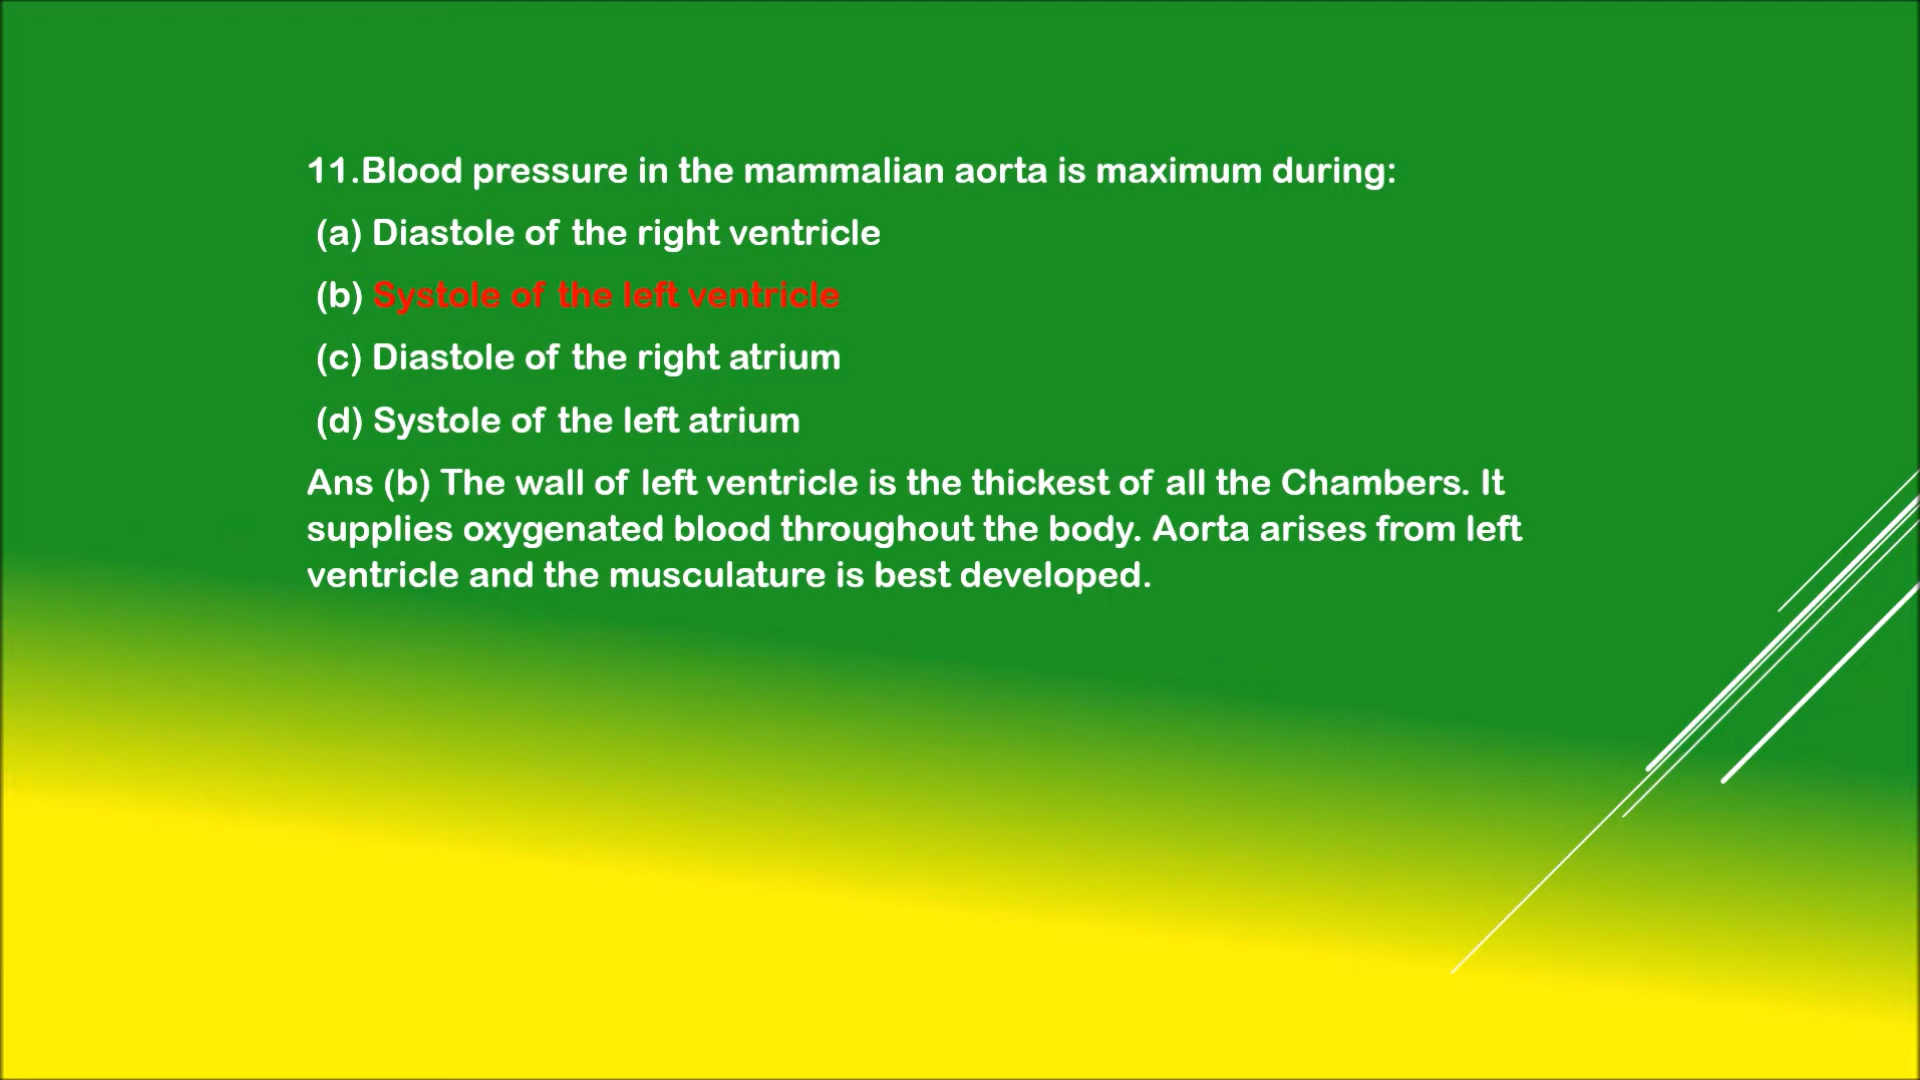 11.Blood pressure in the mammalian aorta is maximum during:
(a) Diastole of the right ventricle
(b) Systole of the left ventricle
(c) Diastole of the right atrium
(d) Systole of the left atrium
Ans (b) The wall of left ventricle is the thickest of all the Chambers. It
supplies oxygenated blood throughout the body. Aorta arises from left
ventricle and the musculature is best developed.